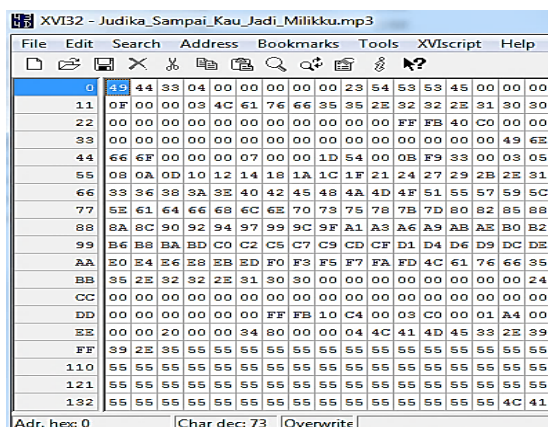 XVI32 - Judika_Sampai_Kau_Jadi_Milikku.mp3
File Edit Search Address Bookmarks Tools XVIscript Help
0 49 44 33 04 00 00 00 00 00 23 54 53 53 45 00 00 00
11 0F 00 00 03 4C 61 76 66 35 35 2E 32 32 2E 31 30 30
22 00 00 00 00 00 00 00 00 00 00 00 00 00 FF FB 40 C0 00 00
33 00 00 00 00 00 00 00 00 00 00 00 00 00 00 00 49 6E
44 66 6F 00 00 00 07 00 00 1D 54 00 0B F9 33 00 03 05
55 08 0A 0D 10 12 14 18 1A 1C 1F 21 24 27 29 2B 2E 31
66 33 36 38 3A 3E 40 42 45 48 4A 4D 4F 51 55 57 59 5C
77 5E 61 64 66 68 6C 6E 70 73 75 78 7B 7D 80 82 85 88
88 8A 8C 90 92 94 97 99 9C 9F A1 A3 A6 A9 AB AE B0 B2
99 B6 B8 BA BD C0 C2 C5 C7 C9 CD CF D1 D4 D6 D9 DC DE
AA E0 E4 E6 E8 EB ED F0 F3 F5 F7 FA FD 4C 61 76 66 35
BB 35 2E 32 32 2E 31 30 30 00 00 00 00 00 00 00 00 24
CC 00 00 00 00 00 00 00 00 00 00 00 00 00 00 00 00 00
DD 00 00 00 00 00 00 FF FB 10 C4 00 03 C0 00 01 A4 00
EE 00 00 20 00 00 34 80 00 00 04 4C 41 4D 45 33 2E 39
FF 39 2E 35 55 55 55 55 55 55 55 55 55 55 55 55 55 55
110 55 55 55 55 55 55 55 55 55 55 55 55 55 55 55 55 55
121 55 55 55 55 55 55 55 55 55 55 55 55 55 55 55 55 55
132 55 55 55 55 55 55 55 55 55 55 55 55 55 55 55 4C 41
Adr. hex: 0 Char dec: 73 Overwrite